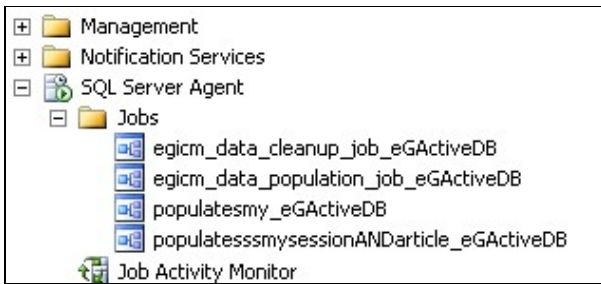 Management
Notification Services
SQL Server Agent
Jobs
egicm_data_cleanup_job_eGActiveDB
egicm_data_population_job_eGActiveDB
populatesmy_eGActiveDB
populatesssmysessionANDarticle_eGActiveDB
Job Activity Monitor